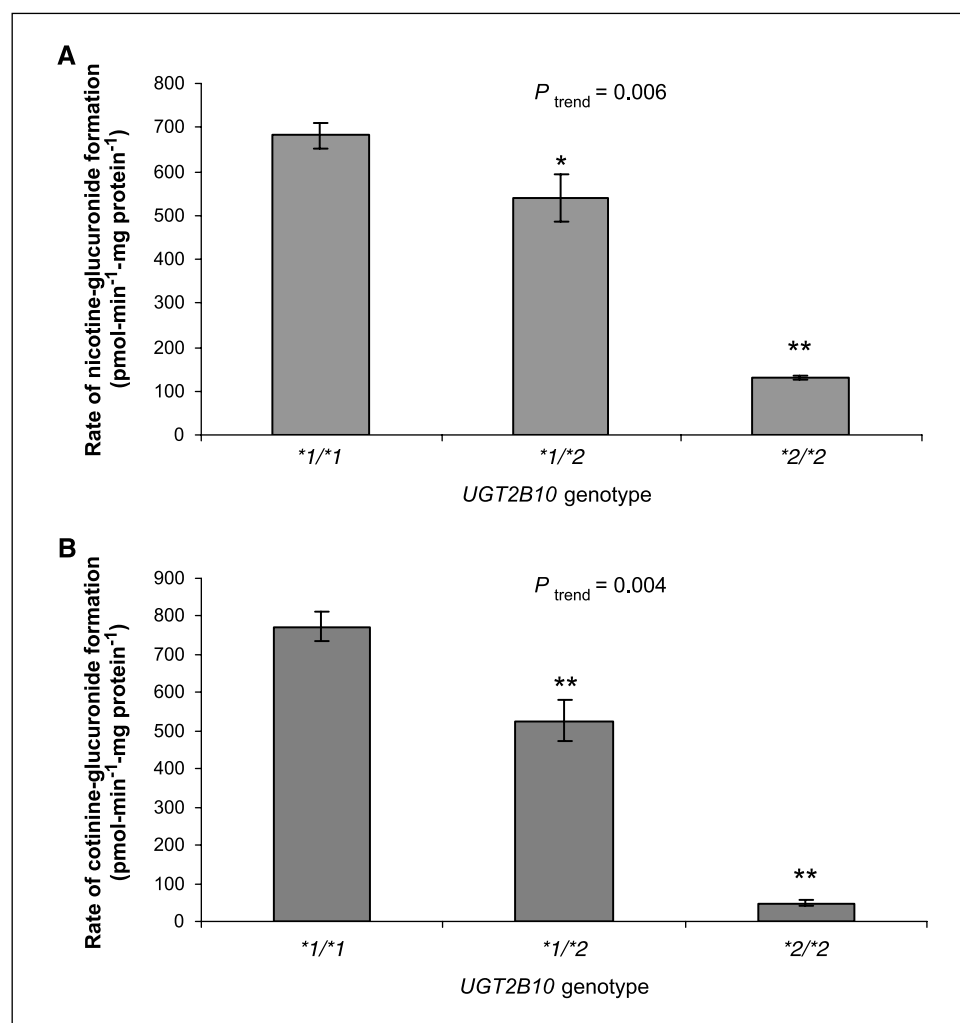 A
Rate of nicotine-glucuronide formation
(pmol-min⁻¹-mg protein⁻¹)
800
700
600
500
400
300
200
100
0
P trend = 0.006
*
**
*1/*1
*1/*2
*2/*2
UGT2B10 genotype
B
Rate of cotinine-glucuronide formation
(pmol-min⁻¹-mg protein⁻¹)
900
800
700
600
500
400
300
200
100
0
P trend = 0.004
**
**
*1/*1
*1/*2
*2/*2
UGT2B10 genotype